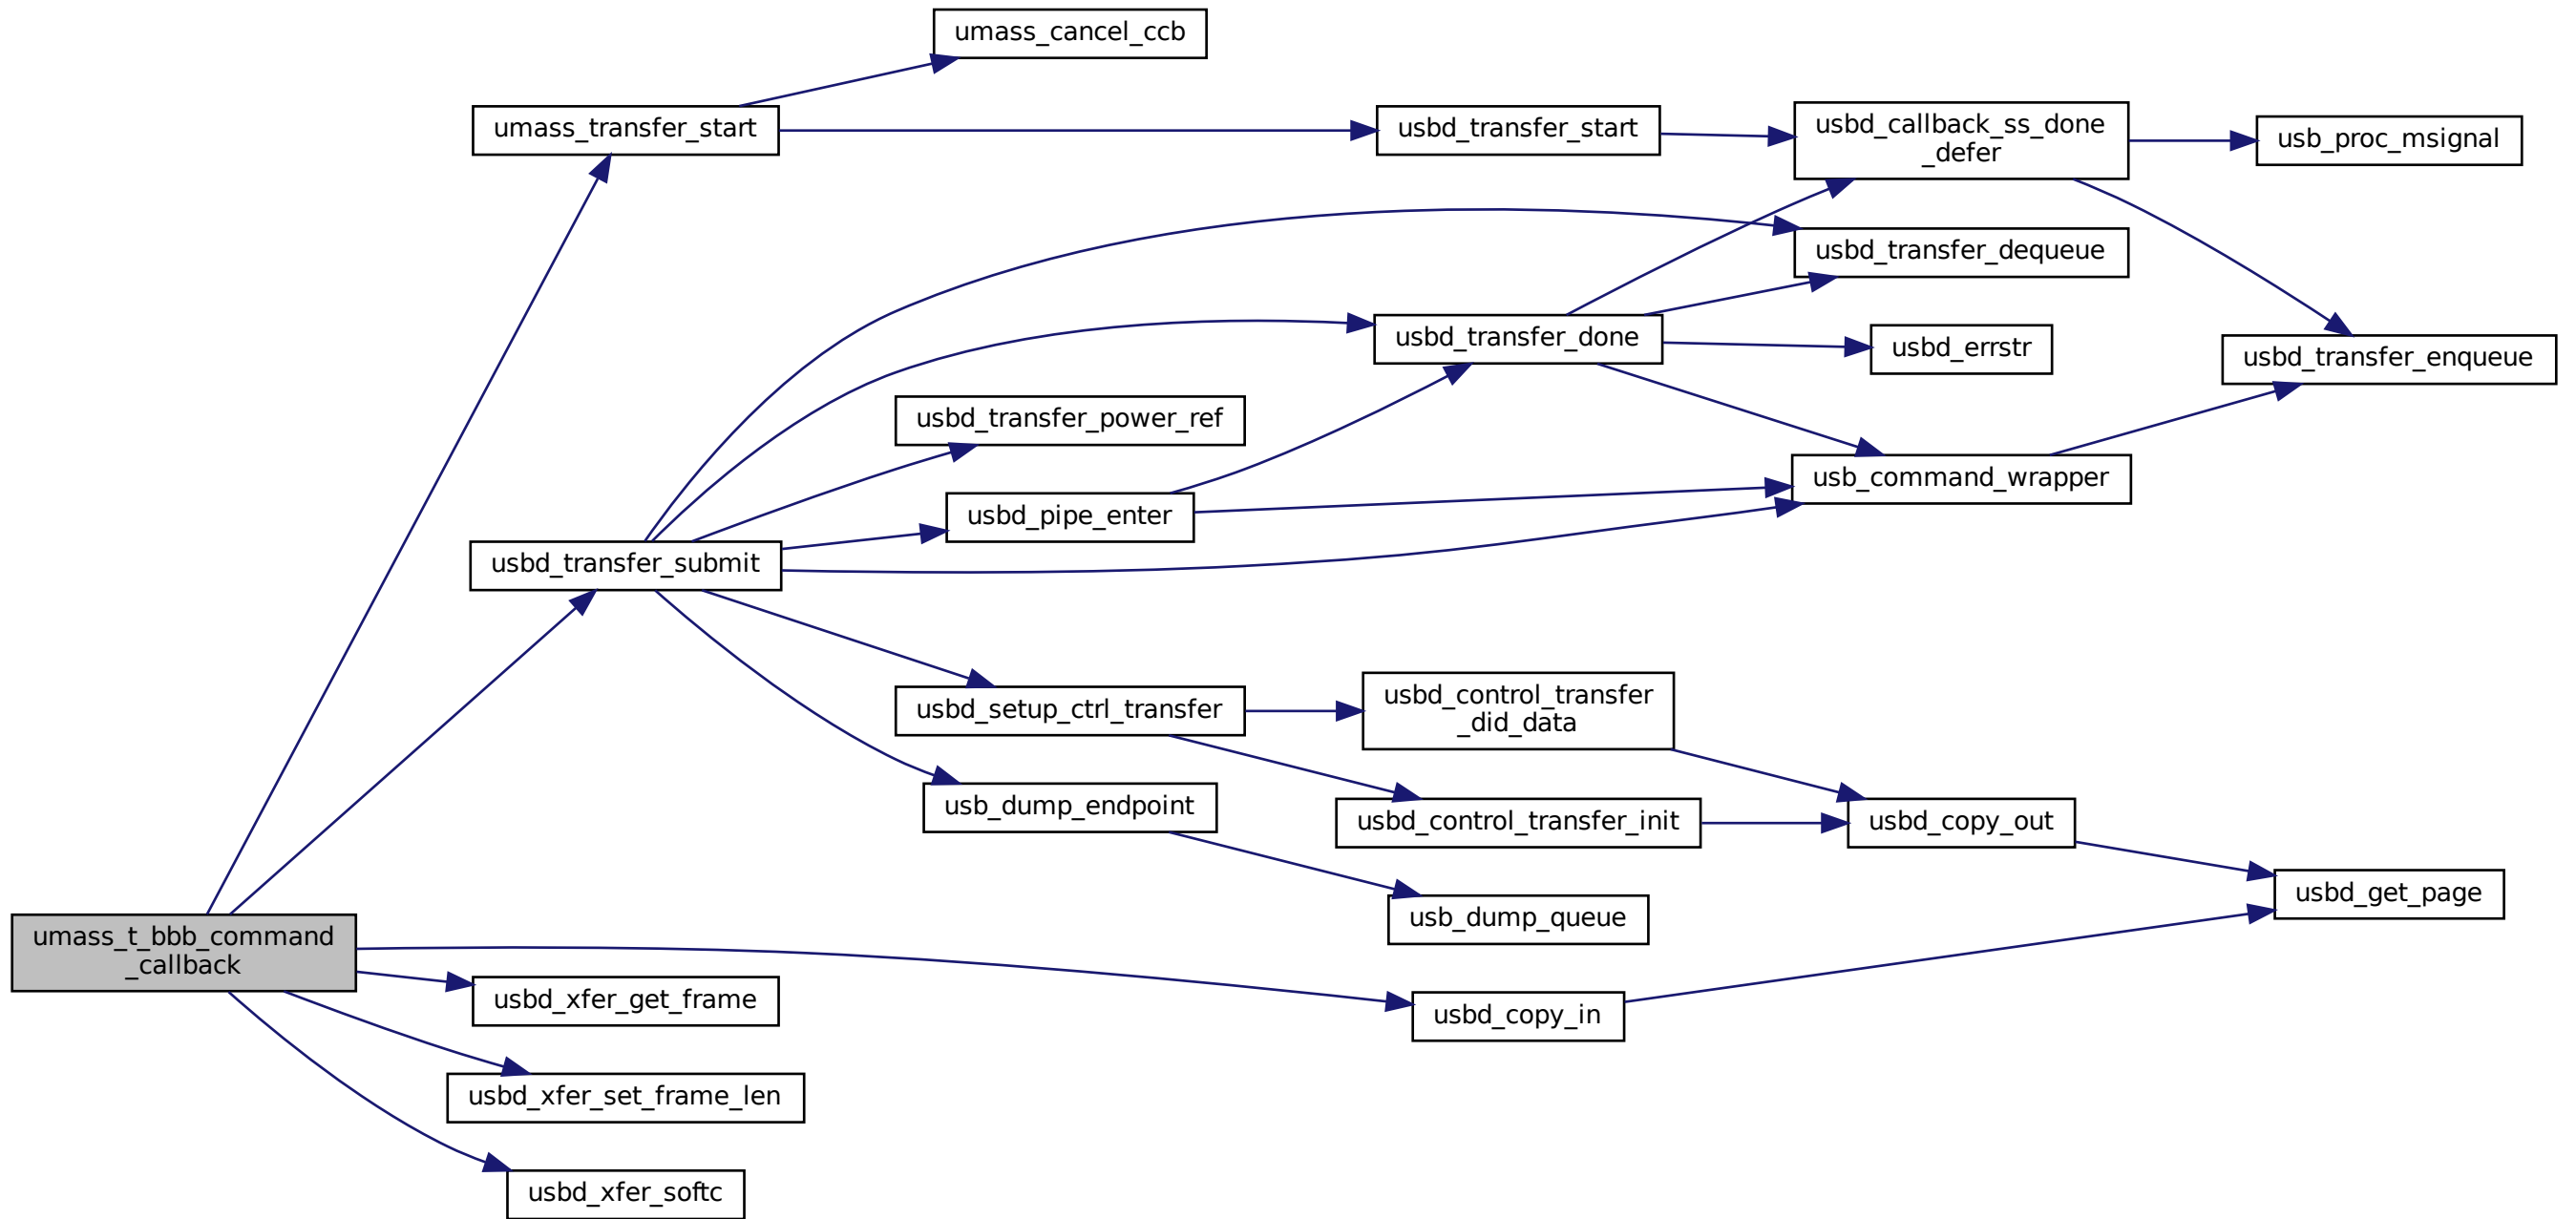 umass_cancel_ccb
umass_transfer_start
usbd_transfer_start
usbd_callback_ss_done
_defer
usb_proc_msignal
usbd_transfer_dequeue
usbd_transfer_done
usbd_errstr
usbd_transfer_enqueue
usbd_transfer_power_ref
usbd_pipe_enter
usb_command_wrapper
usbd_transfer_submit
usbd_setup_ctrl_transfer
usbd_control_transfer
_did_data
usb_dump_endpoint
usbd_control_transfer_init
usbd_copy_out
usb_dump_queue
usbd_get_page
umass_t_bbb_command
_callback
usbd_xfer_get_frame
usbd_copy_in
usbd_xfer_set_frame_len
usbd_xfer_softc